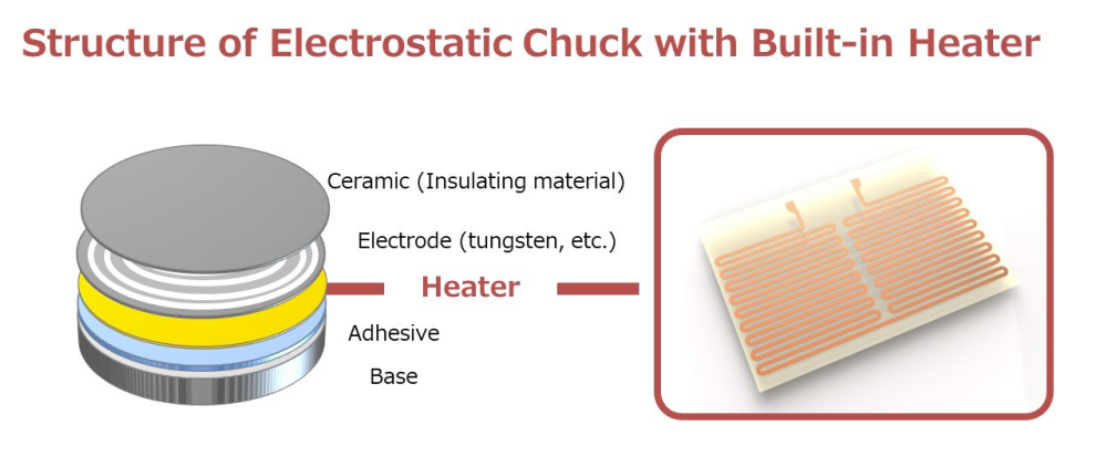 Structure of Electrostatic Chuck with Built-in Heater
Ceramic (Insulating material)
Electrode (tungsten, etc.)
Heater
Adhesive
Base